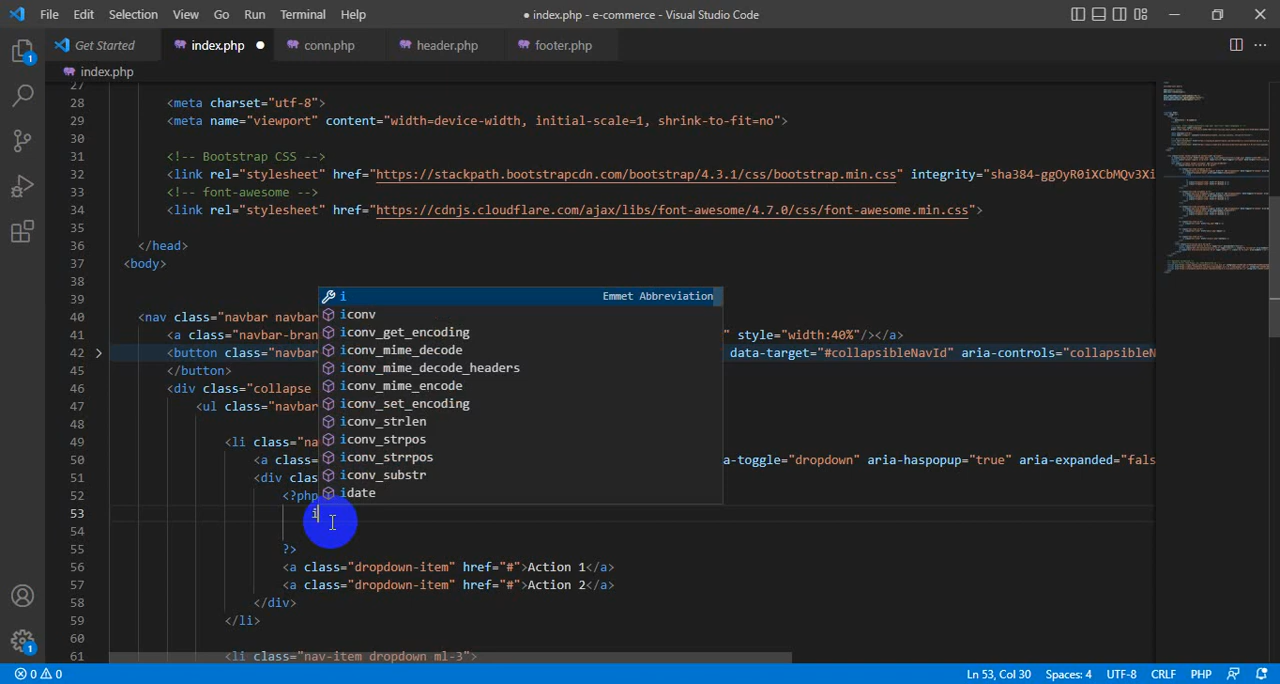 File Edit Selection View Go Run Terminal Help ● index.php - e-commerce - Visual Studio Code
Get Started index.php conn.php header.php footer.php
index.php
27
28 <meta charset="utf-8">
29 <meta name="viewport" content="width=device-width, initial-scale=1, shrink-to-fit=no">
30
31 <!-- Bootstrap CSS -->
32 <link rel="stylesheet" href="https://stackpath.bootstrapcdn.com/bootstrap/4.3.1/css/bootstrap.min.css" integrity="sha384-ggOyR0iXCbMQv3Xi
33 <!-- font-awesome -->
34 <link rel="stylesheet" href="https://cdnjs.cloudflare.com/ajax/libs/font-awesome/4.7.0/css/font-awesome.min.css">
35
36 </head>
37 <body>
38
39
40 <nav class="navbar navbar
41 <a class="navbar-bran " style="width:40%"/></a>
42 <button class="navbar data-target="#collapsibleNavId" aria-controls="collapsibleN
45 </button>
46 <div class="collapse
47 <ul class="navbar
48
49 <li class="na
50 <a class= a-toggle="dropdown" aria-haspopup="true" aria-expanded="fals
51 <div clas
52 <?php
53 i
54
55 ?>
56 <a class="dropdown-item" href="#">Action 1</a>
57 <a class="dropdown-item" href="#">Action 2</a>
58 </div>
59 </li>
60
61 <li class="nav-item dropdown ml-3">
i Emmet Abbreviation
iconv
iconv_get_encoding
iconv_mime_decode
iconv_mime_decode_headers
iconv_mime_encode
iconv_set_encoding
iconv_strlen
iconv_strpos
iconv_strrpos
iconv_substr
idate
1
1
0 0 Ln 53, Col 30 Spaces: 4 UTF-8 CRLF PHP